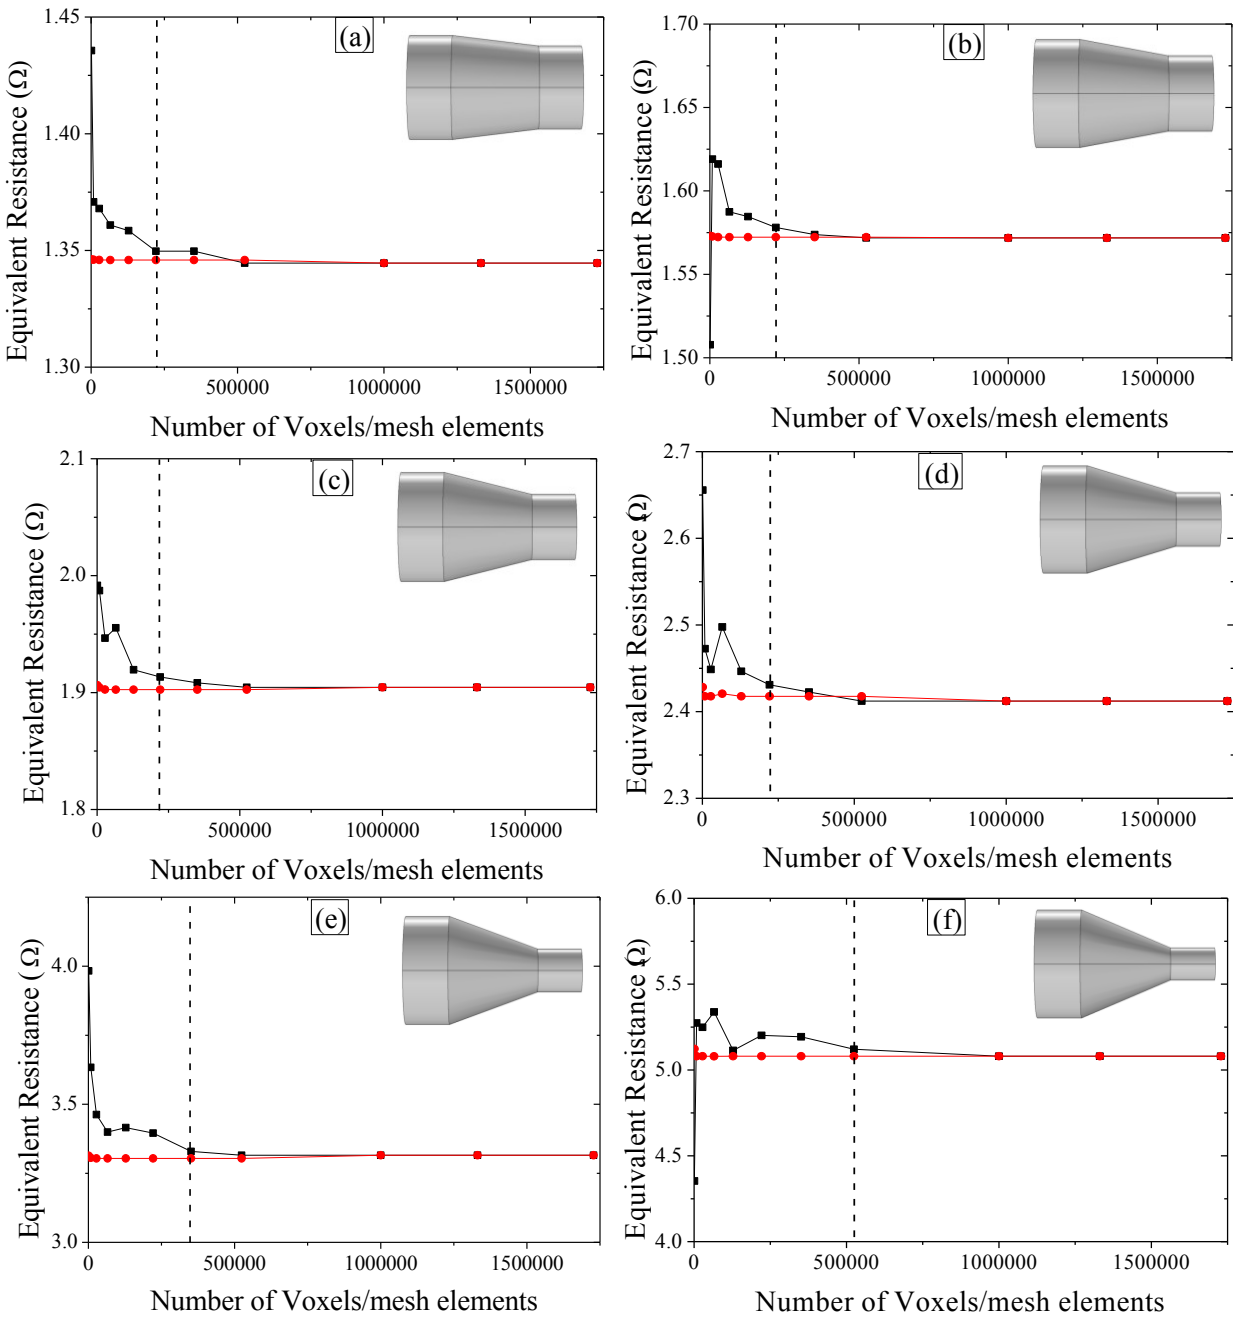 (a)
1.45
1.40
1.35
1.30
Equivalent Resistance (Ω)
0
500000
1000000
1500000
Number of Voxels/mesh elements
(b)
1.70
1.65
1.60
1.55
1.50
Equivalent Resistance (Ω)
0
500000
1000000
1500000
Number of Voxels/mesh elements
(c)
2.1
2.0
1.9
1.8
Equivalent Resistance (Ω)
0
500000
1000000
1500000
Number of Voxels/mesh elements
(d)
2.7
2.6
2.5
2.4
2.3
Equivalent Resistance Ω)
0
500000
1000000
1500000
Number of Voxels/mesh elements
(e)
4.0
3.5
3.0
Equivalent Resistance ( Ω)
0
500000
1000000
1500000
Number of Voxels/mesh elements
(f)
6.0
5.5
5.0
4.5
4.0
Equivalent Resistance Ω)
0
500000
1000000
1500000
Number of Voxels/mesh elements